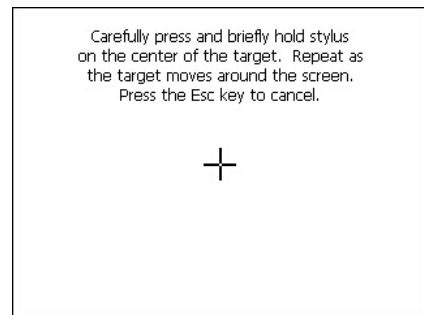 Carefully press and briefly hold stylus
on the center of the target. Repeat as
the target moves around the screen.
Press the Esc key to cancel.